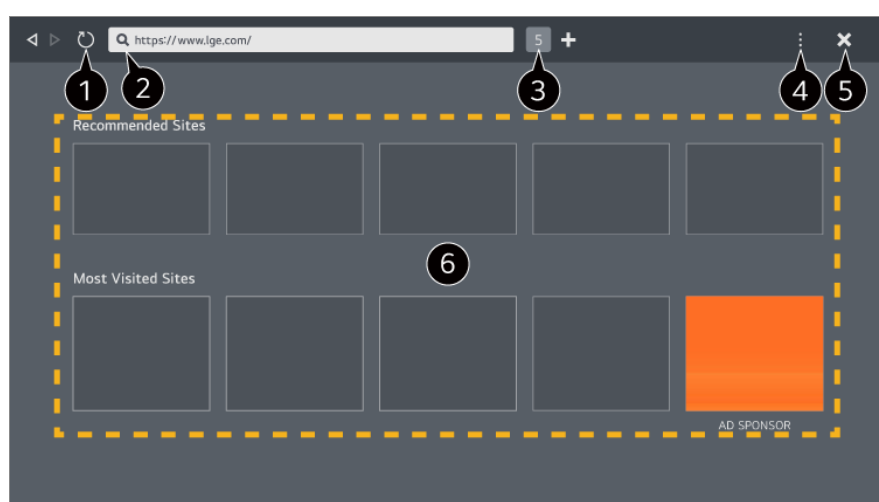 https://www.lge.com/ 5
1 2 3 4 5
Recommended Sites
6
Most Visited Sites
AD SPONSOR